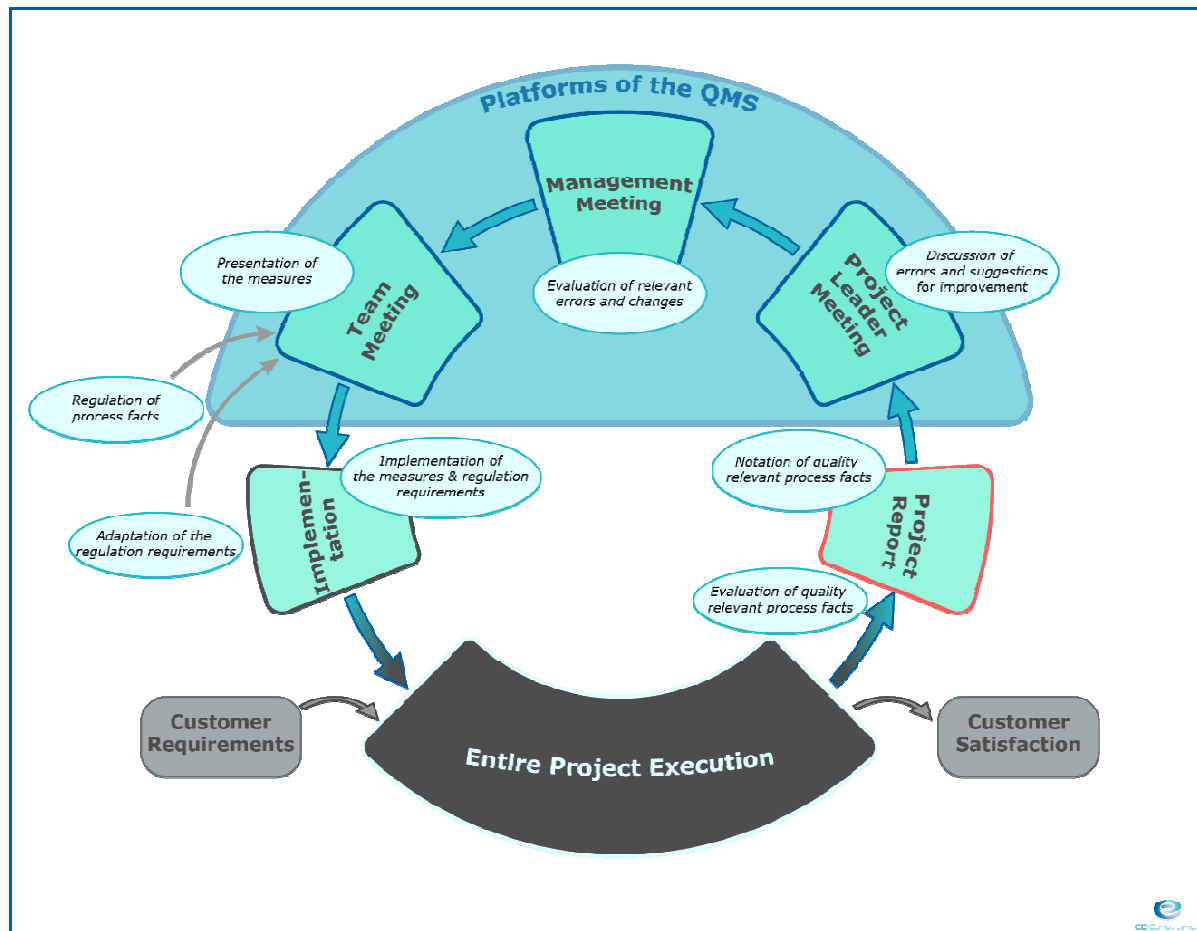 Platforms of the QMS
Management
Meeting
Evaluation of relevant
errors and changes
Presentation of
the measures
Team
Meeting
Discussion of
errors and suggestions
for improvement
Project
Leader
Meeting
Regulation of
process facts
Adaptation of the
regulation requirements
Implementation of
the measures & regulation
requirements
Implemen-
tation
Notation of quality
relevant process facts
Project
Report
Evaluation of quality
relevant process facts
Customer
Requirements
Entire Project Execution
Customer
Satisfaction